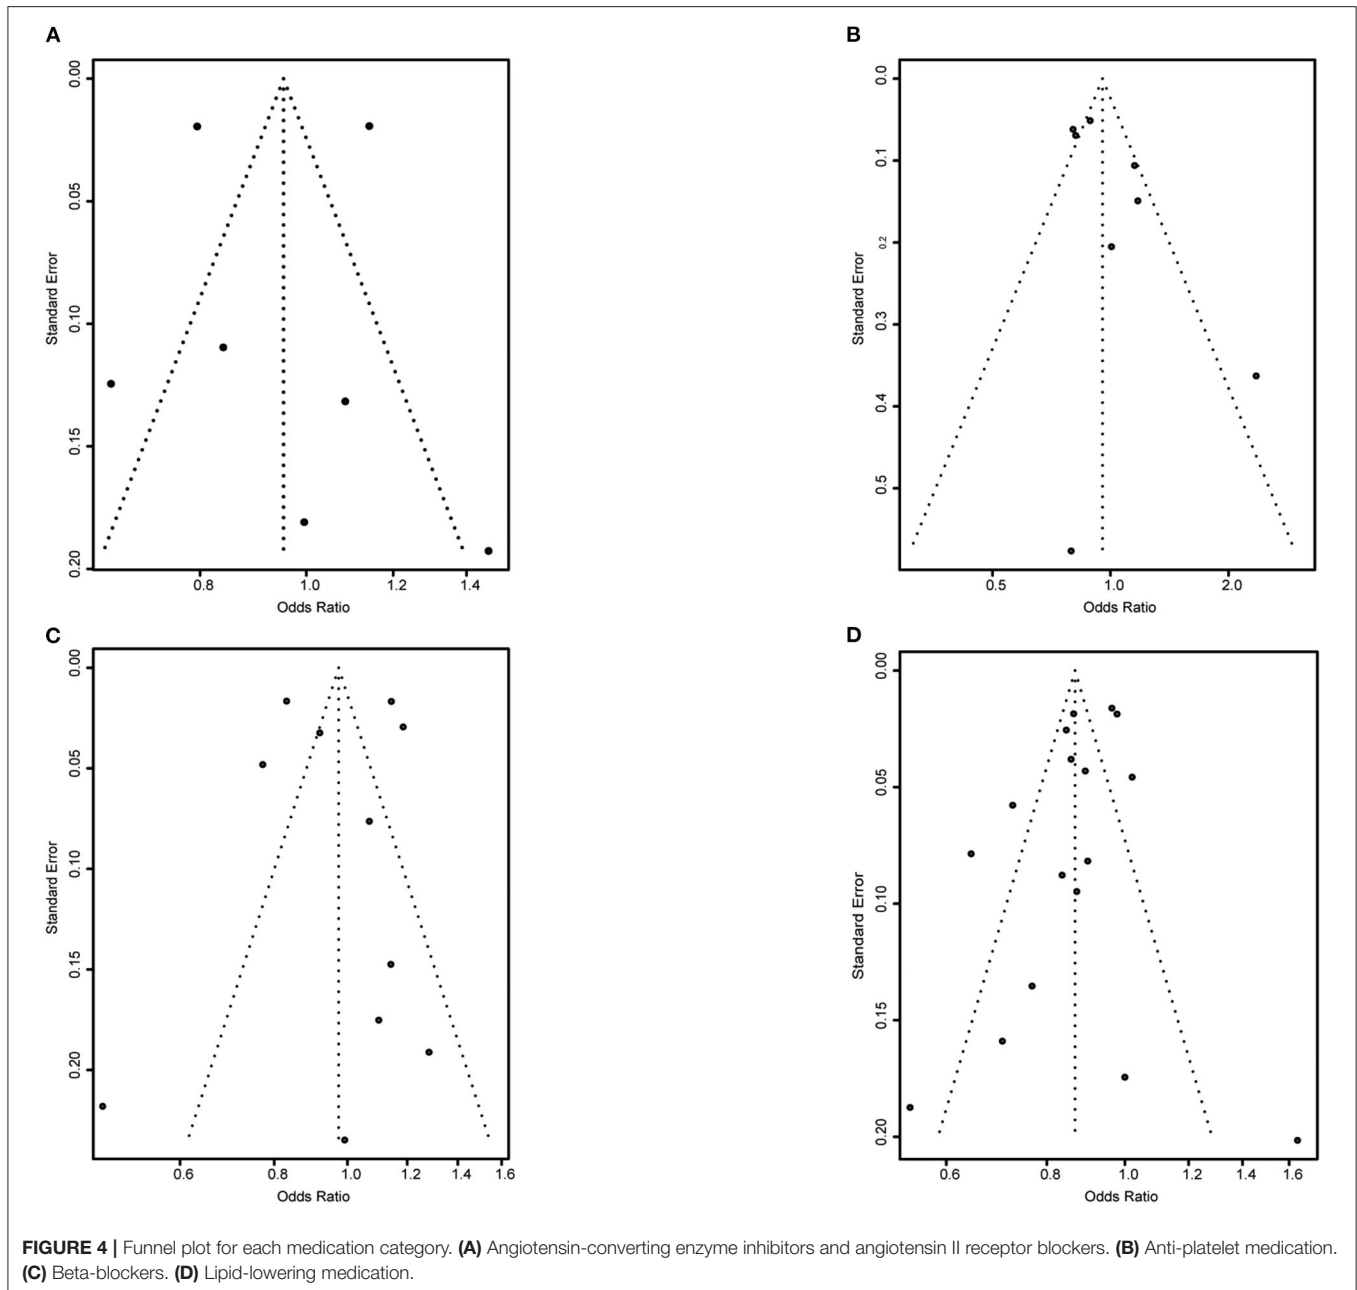 A
0.00
0.05
0.10
0.15
0.20
Standard Error
0.8
1.0
1.2
1.4
Odds Ratio
B
0.0
0.1
0.2
0.3
0.4
0.5
Standard Error
0.5
1.0
2.0
Odds Ratio
C
0.00
0.05
0.10
0.15
0.20
Standard Error
0.6
0.8
1.0
1.2
1.4
1.6
Odds Ratio
D
0.00
0.05
0.10
0.15
0.20
Standard Error
0.6
0.8
1.0
1.2
1.4
1.6
Odds Ratio
FIGURE 4 | Funnel plot for each medication category. (A) Angiotensin-converting enzyme inhibitors and angiotensin II receptor blockers. (B) Anti-platelet medication.
(C) Beta-blockers. (D) Lipid-lowering medication.